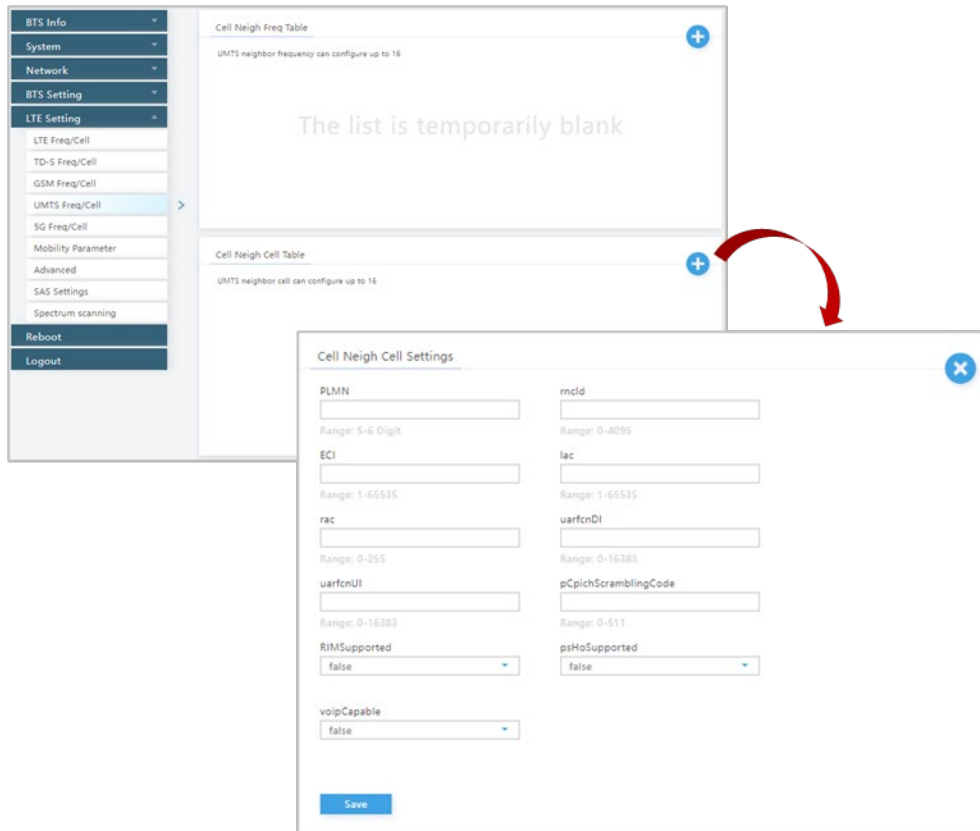 BTS Info
System
Network
BTS Setting
LTE Setting
LTE Freq/Cell
TD-S Freq/Cell
GSM Freq/Cell
UMTS Freq/Cell
5G Freq/Cell
Mobility Parameter
Advanced
SAS Settings
Spectrum scanning
Reboot
Logout
Cell Neigh Freq Table
UMTS neighbor frequency can configure up to 16
The list is temporarily blank
Cell Neigh Cell Table
UMTS neighbor cell can configure up to 16
Cell Neigh Cell Settings
PLMN rncId
Range: 5-6 Digit Range: 0-4095
ECI lac
Range: 1-65535 Range: 1-65535
rac uarfcnDl
Range: 0-255 Range: 0-16383
uarfcnUl pCpichScramblingCode
Range: 0-16383 Range: 0-511
RIMSupported psHoSupported
false false
voipCapable
false
Save